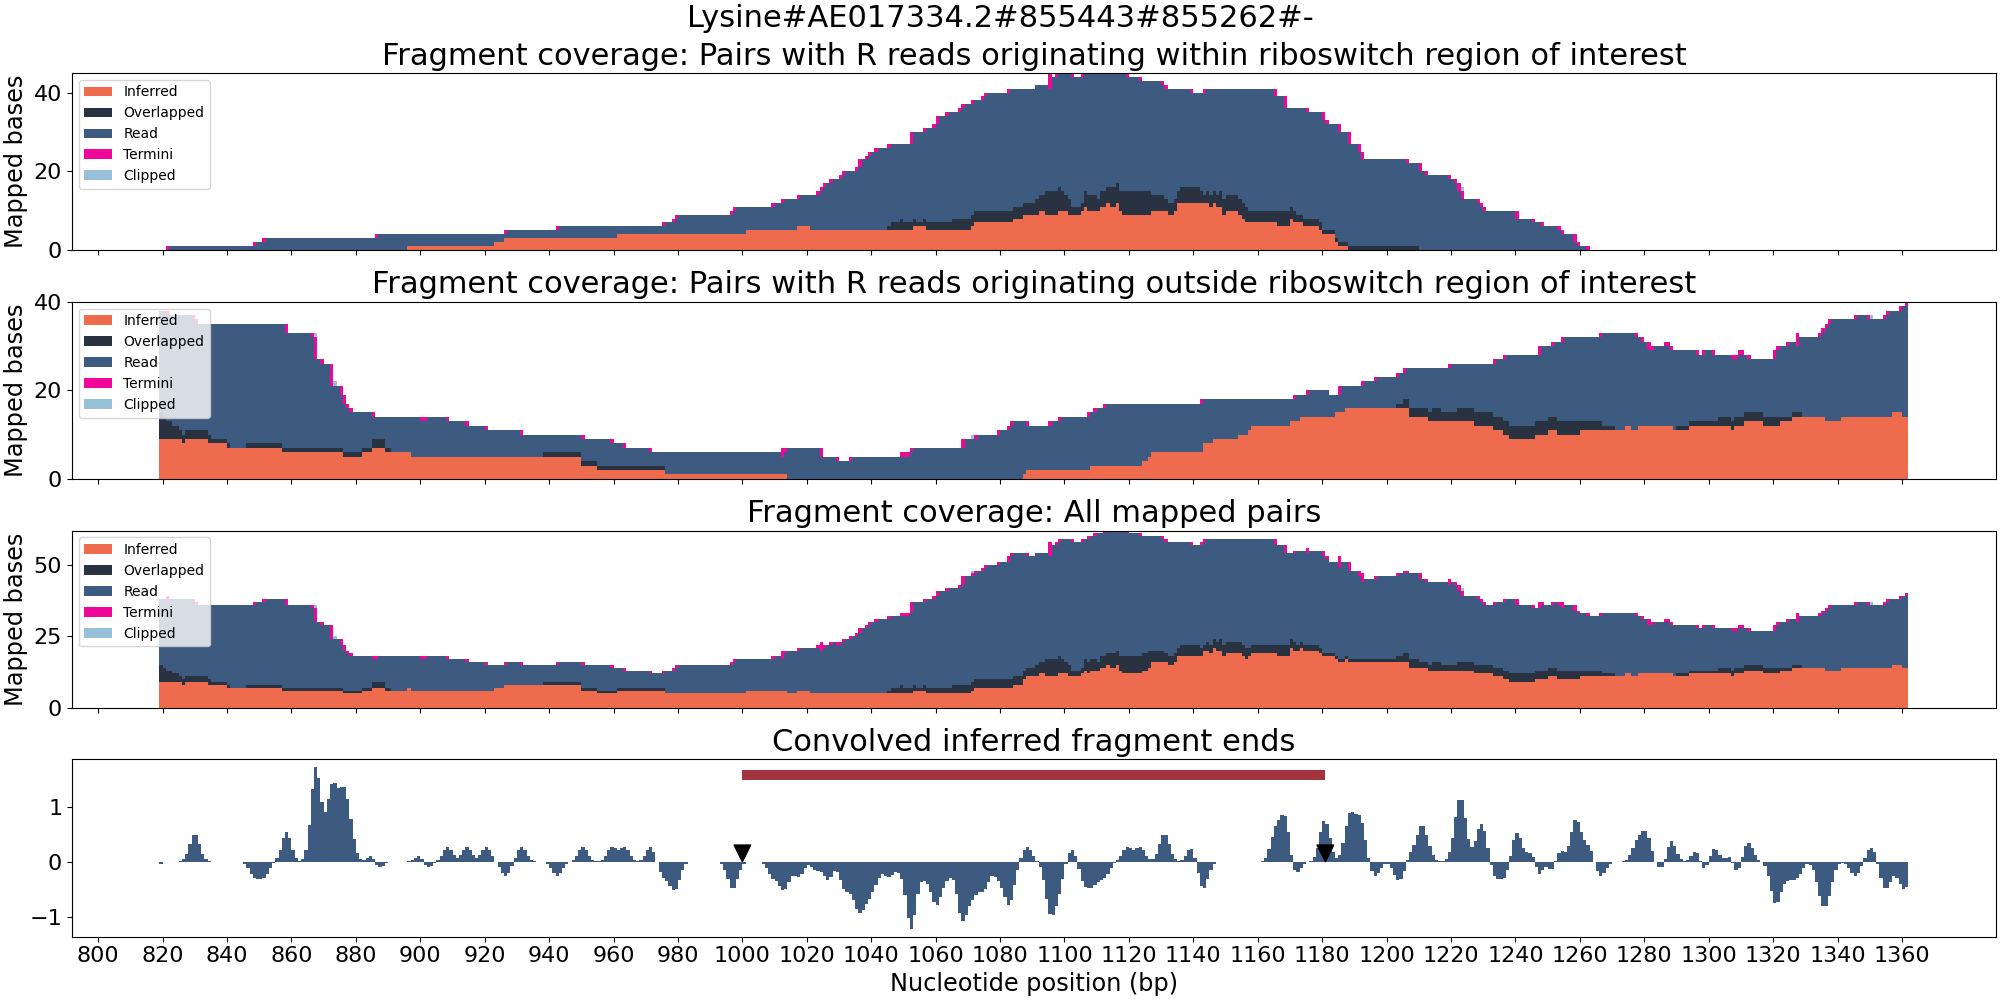 Lysine#AE017334.2#855443#855262#-
Fragment coverage: Pairs with R reads originating within riboswitch region of interest
Mapped bases
40
20
0
Inferred
Overlapped
Read
Termini
Clipped
Fragment coverage: Pairs with R reads originating outside riboswitch region of interest
Mapped bases
40
20
0
Inferred
Overlapped
Read
Termini
Clipped
Fragment coverage: All mapped pairs
Mapped bases
50
25
0
Inferred
Overlapped
Read
Termini
Clipped
Convolved inferred fragment ends
1
0
−1
800 820 840 860 880 900 920 940 960 980 1000 1020 1040 1060 1080 1100 1120 1140 1160 1180 1200 1220 1240 1260 1280 1300 1320 1340 1360
Nucleotide position (bp)